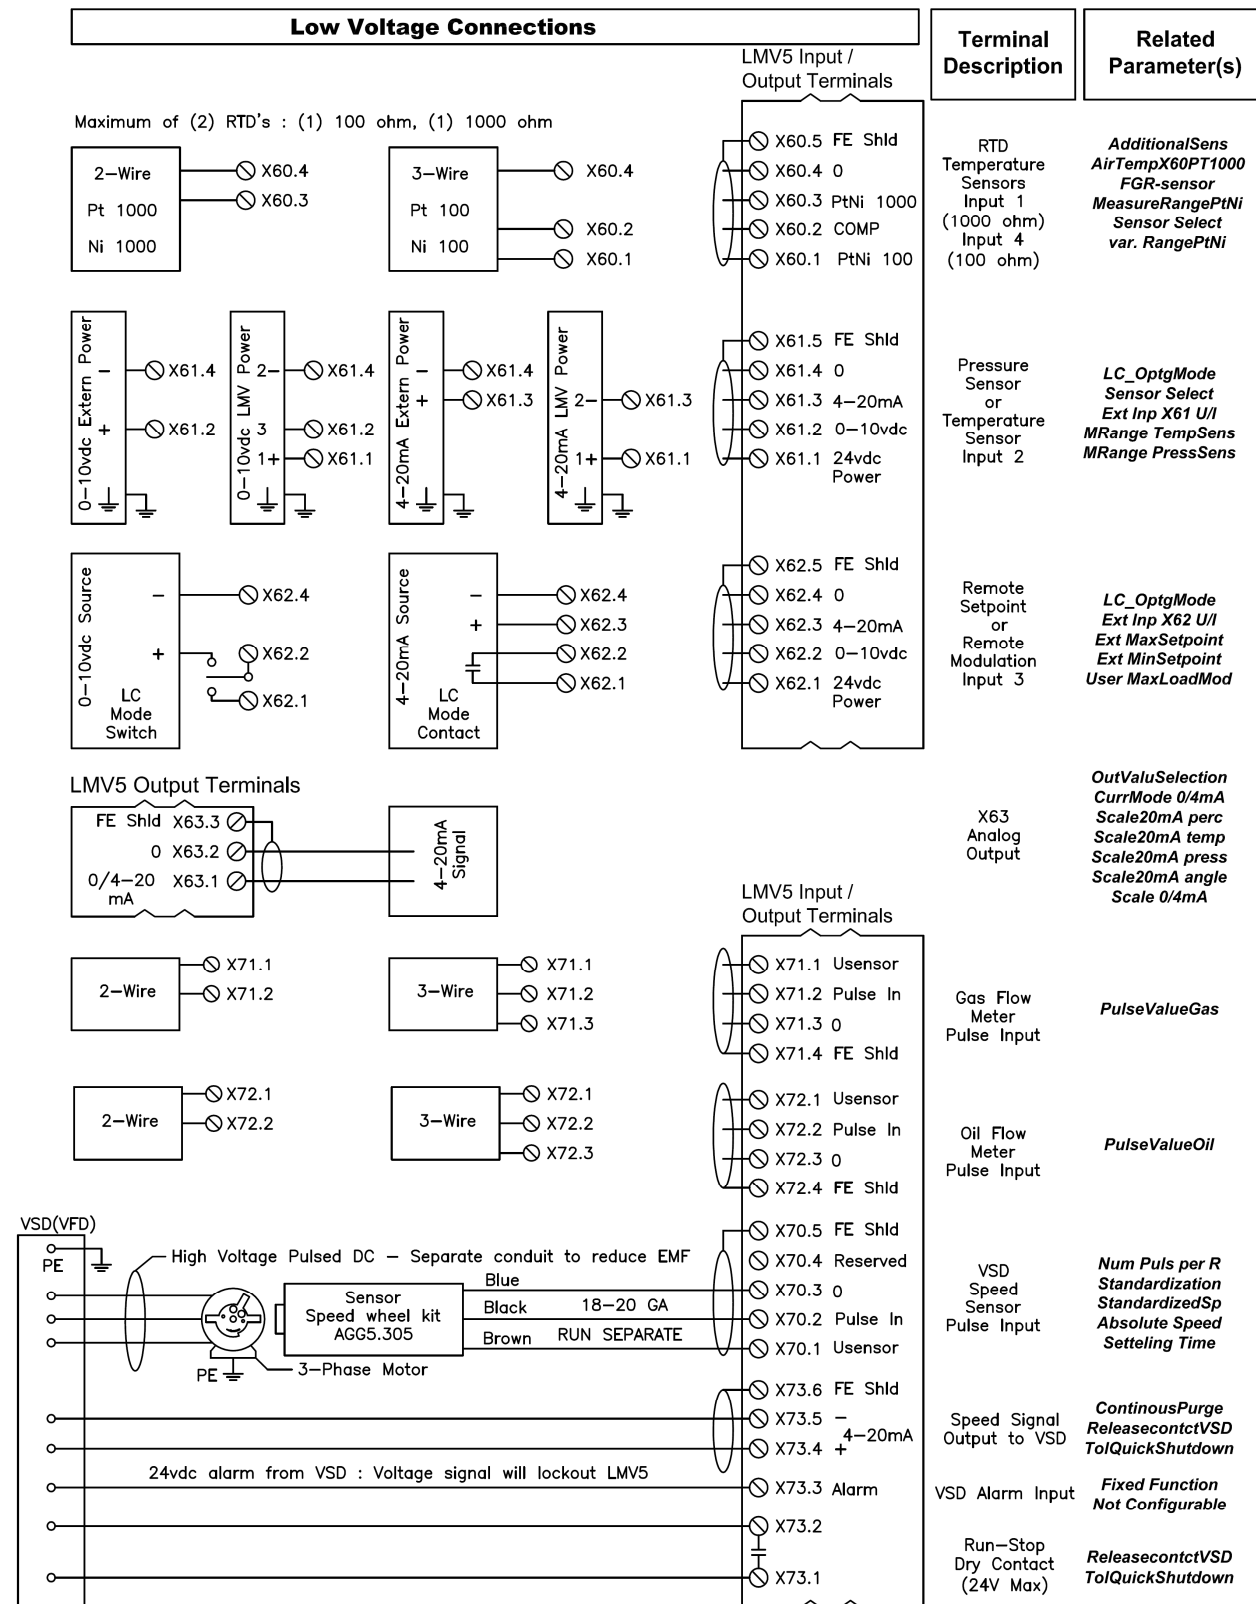 Low Voltage Connections
Terminal
Description
Related
Parameter(s)
LMV5 Input /
Output Terminals
Maximum of (2) RTD's : (1) 100 ohm, (1) 1000 ohm
2-Wire
Pt 1000
Ni 1000
X60.4
X60.3
3-Wire
Pt 100
Ni 100
X60.4
X60.2
X60.1
X60.5 FE Shld
X60.4 0
X60.3 PtNi 1000
X60.2 COMP
X60.1 PtNi 100
RTD
Temperature
Sensors
Input 1
(1000 ohm)
Input 4
(100 ohm)
AdditionalSens
AirTempX60PT1000
FGR-sensor
MeasureRangePtNi
Sensor Select
var. RangePtNi
0-10vdc Extern Power
-
+
X61.4
X61.2
0-10vdc LMV Power
2-
3
1+
X61.4
X61.2
X61.1
4-20mA Extern Power
-
+
X61.4
X61.3
4-20mA LMV Power
2-
1+
X61.3
X61.1
X61.5 FE Shld
X61.4 0
X61.3 4-20mA
X61.2 0-10vdc
X61.1 24vdc
Power
Pressure
Sensor
or
Temperature
Sensor
Input 2
LC_OptgMode
Sensor Select
Ext Inp X61 U/I
MRange TempSens
MRange PressSens
0-10vdc Source
-
+
LC
Mode
Switch
X62.4
X62.2
X62.1
4-20mA Source
-
+
LC
Mode
Contact
X62.4
X62.3
X62.2
X62.1
X62.5 FE Shld
X62.4 0
X62.3 4-20mA
X62.2 0-10vdc
X62.1 24vdc
Power
Remote
Setpoint
or
Remote
Modulation
Input 3
LC_OptgMode
Ext Inp X62 U/I
Ext MaxSetpoint
Ext MinSetpoint
User MaxLoadMod
LMV5 Output Terminals
FE Shld X63.3
0 X63.2
0/4-20 X63.1
mA
4-20mA
Signal
X63
Analog
Output
OutValuSelection
CurrMode 0/4mA
Scale20mA perc
Scale20mA temp
Scale20mA press
Scale20mA angle
Scale 0/4mA
LMV5 Input /
Output Terminals
2-Wire
X71.1
X71.2
3-Wire
X71.1
X71.2
X71.3
X71.1 Usensor
X71.2 Pulse In
X71.3 0
X71.4 FE Shld
Gas Flow
Meter
Pulse Input
PulseValueGas
2-Wire
X72.1
X72.2
3-Wire
X72.1
X72.2
X72.3
X72.1 Usensor
X72.2 Pulse In
X72.3 0
X72.4 FE Shld
Oil Flow
Meter
Pulse Input
PulseValueOil
VSD(VFD)
PE
High Voltage Pulsed DC - Separate conduit to reduce EMF
Sensor
Speed wheel kit
AGG5.305
Blue
Black 18-20 GA
Brown RUN SEPARATE
PE
3-Phase Motor
X70.5 FE Shld
X70.4 Reserved
X70.3 0
X70.2 Pulse In
X70.1 Usensor
VSD
Speed
Sensor
Pulse Input
Num Puls per R
Standardization
StandardizedSp
Absolute Speed
Setteling Time
X73.6 FE Shld
X73.5 -
4-20mA
X73.4 +
Speed Signal
Output to VSD
ContinousPurge
ReleasecontctVSD
TolQuickShutdown
24vdc alarm from VSD : Voltage signal will lockout LMV5
X73.3 Alarm
VSD Alarm Input
Fixed Function
Not Configurable
X73.2
X73.1
Run-Stop
Dry Contact
(24V Max)
ReleasecontctVSD
TolQuickShutdown